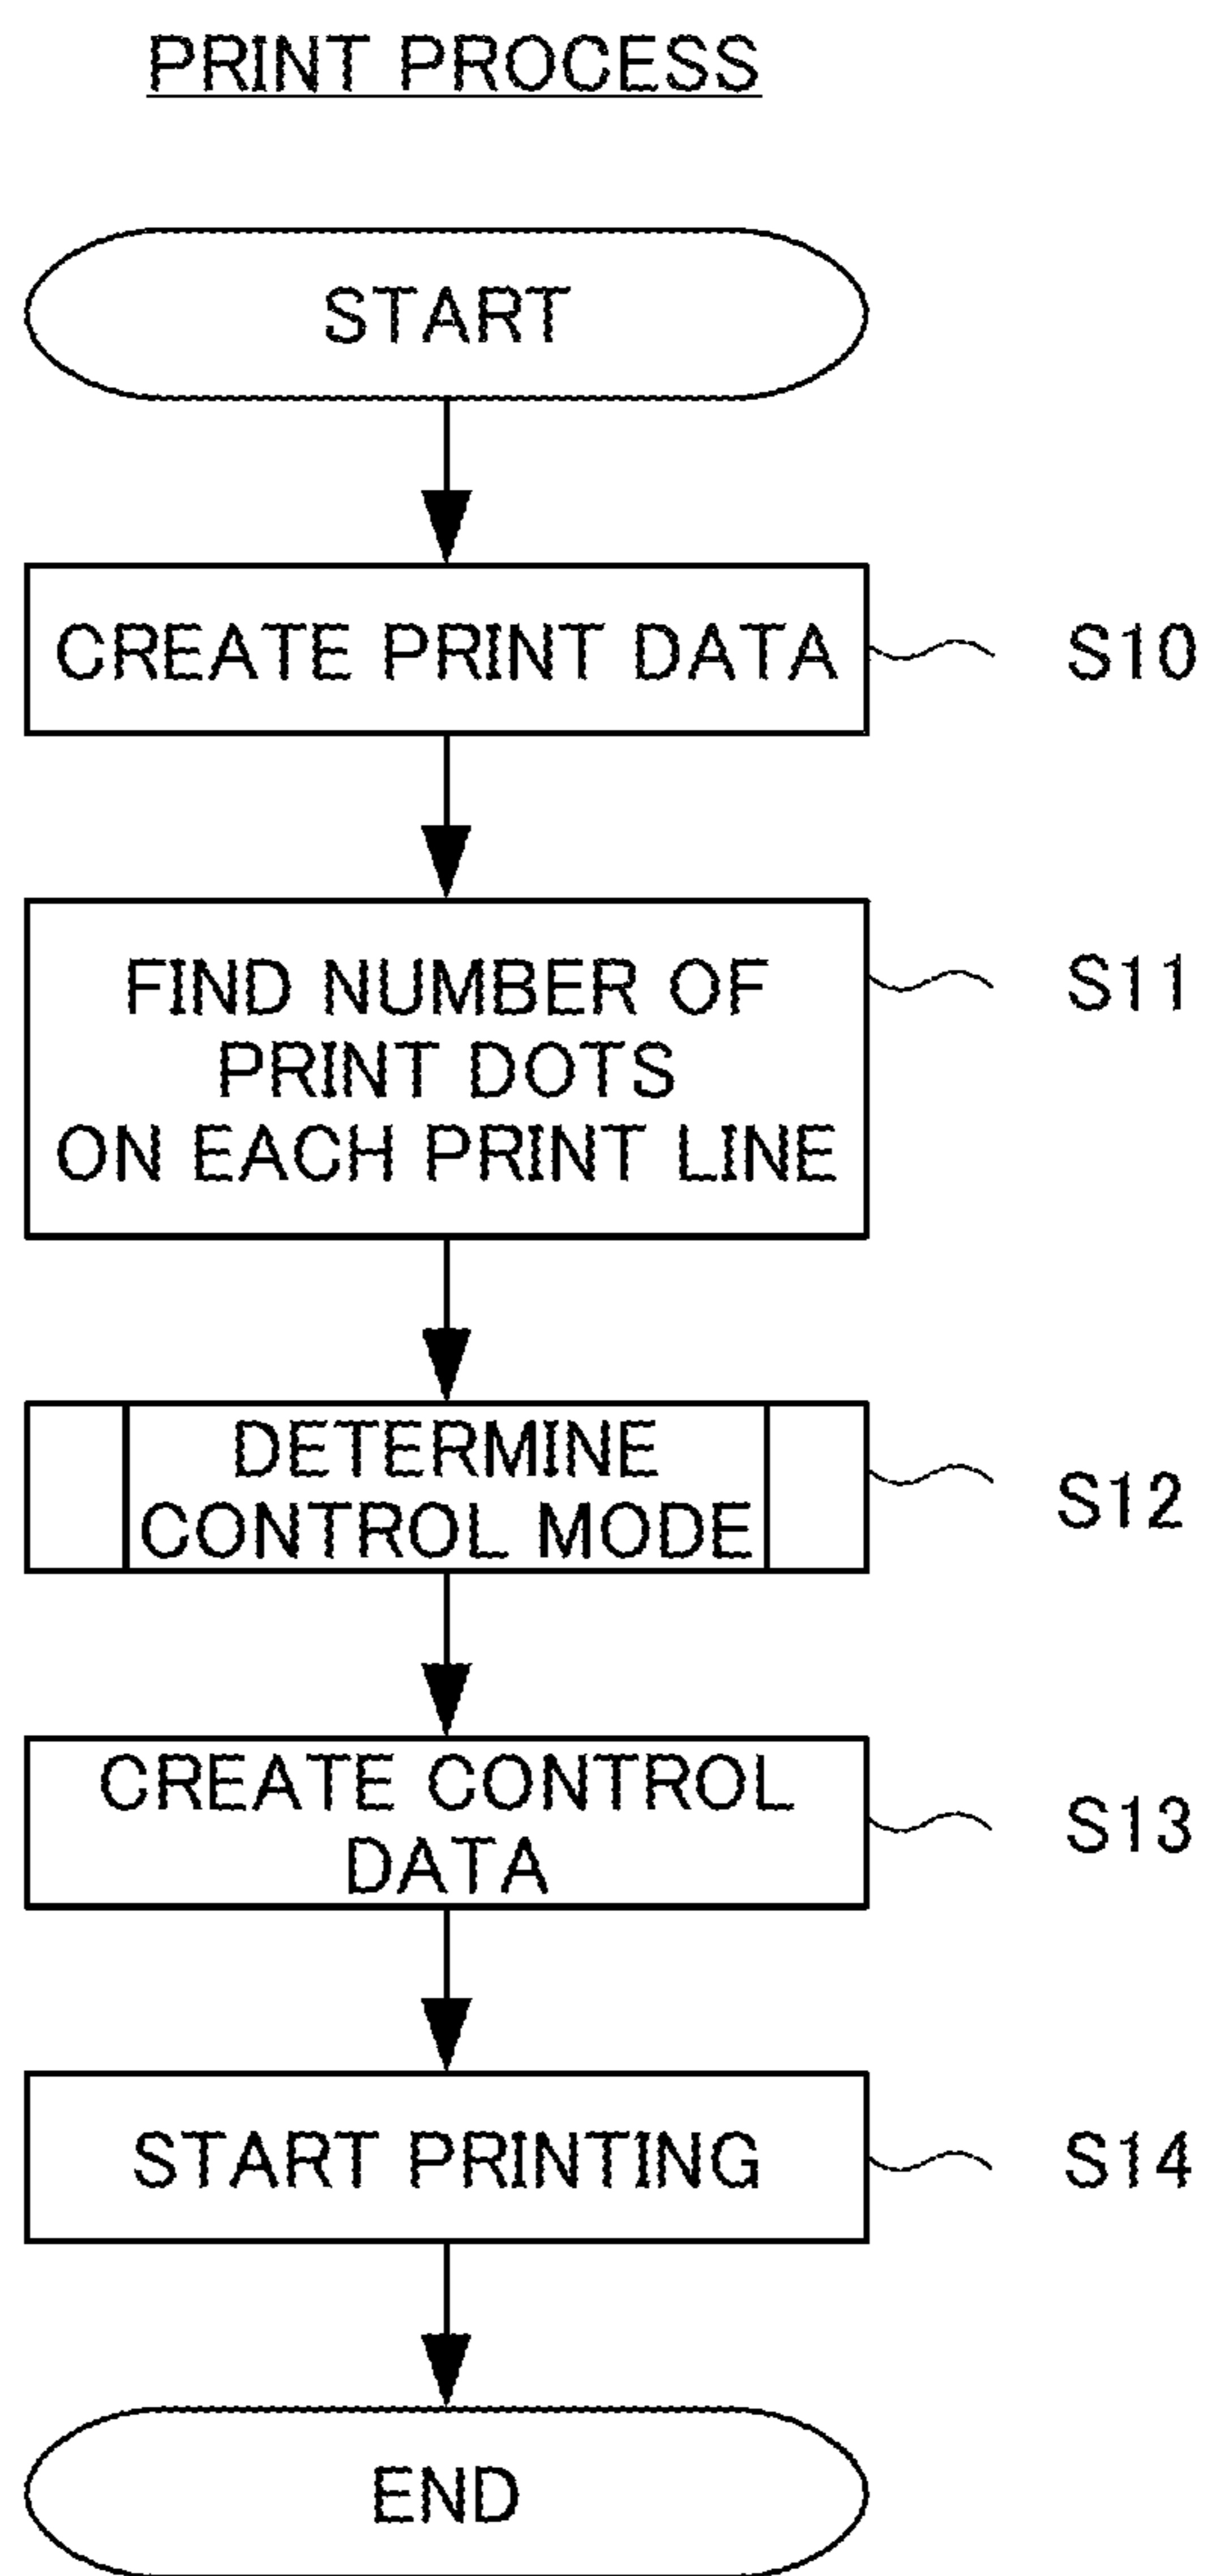 PRINT PROCESS
START
CREATE PRINT DATA
S10
FIND NUMBER OF
PRINT DOTS
ON EACH PRINT LINE
S11
DETERMINE
CONTROL MODE
S12
CREATE CONTROL
DATA
S13
START PRINTING
S14
END